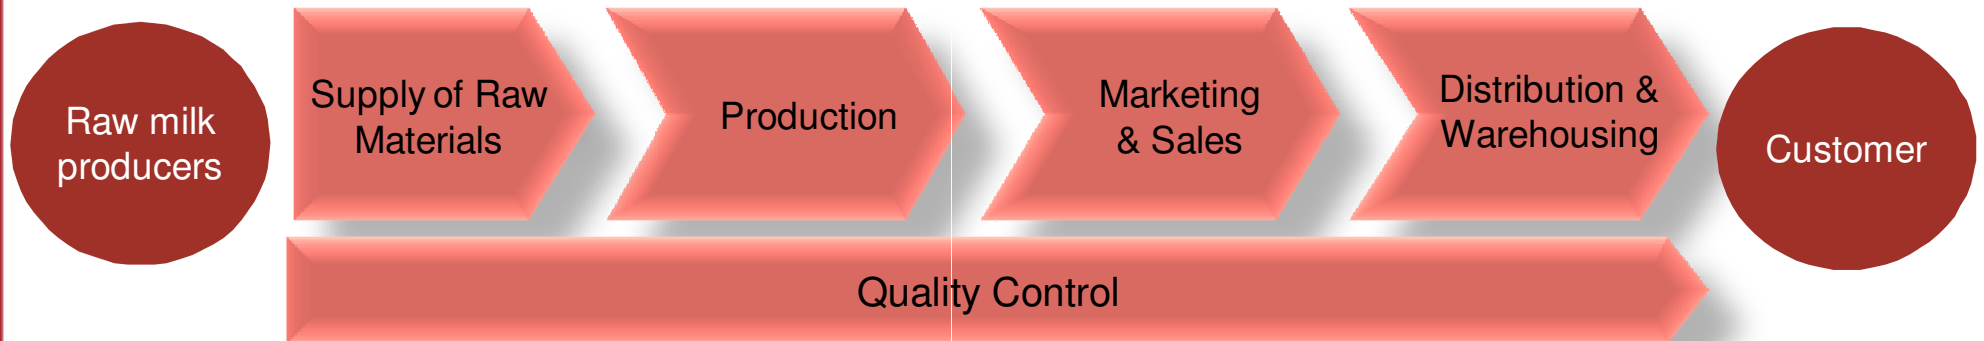 Raw milk
producers
Supply of Raw
Materials
Production
Marketing
& Sales
Distribution &
Warehousing
Customer
Quality Control